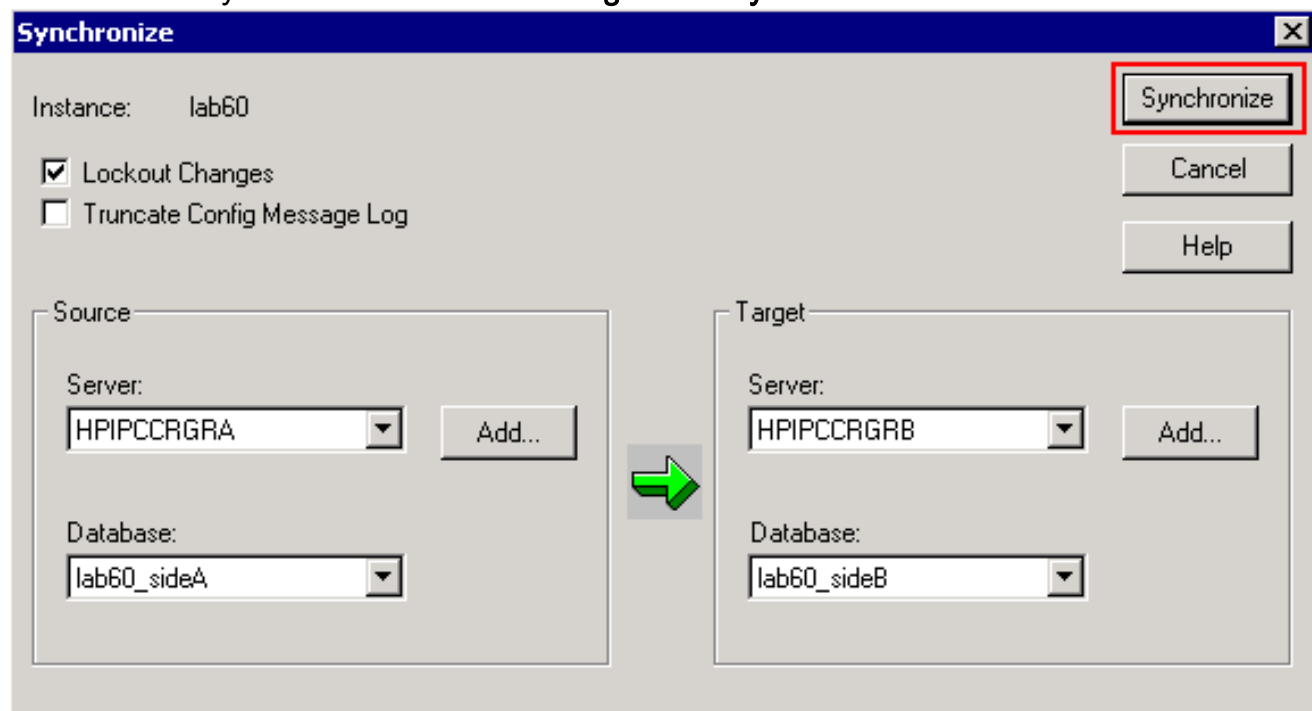 Synchronize
Instance: lab60
Synchronize
Lockout Changes
Cancel
Truncate Config Message Log
Help
Source
Target
Server:
Server:
HPIPCCRGRA
Add...
HPIPCCRGRB
Add...
Database:
Database:
lab60_sideA
lab60_sideB